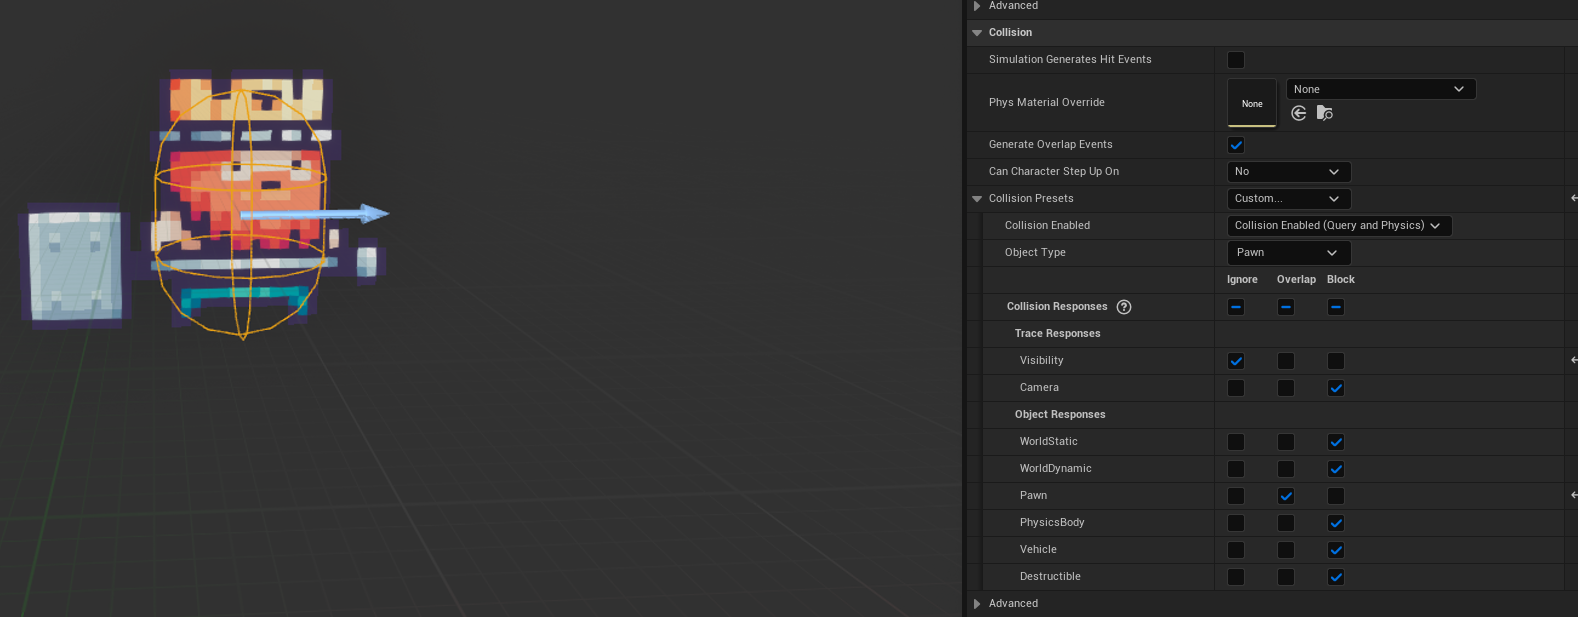 Advanced
Collision
Simulation Generates Hit Events
Phys Material Override
None
None
Generate Overlap Events
Can Character Step Up On
No
Collision Presets
Custom...
Collision Enabled
Collision Enabled (Query and Physics)
Object Type
Pawn
Ignore Overlap Block
Collision Responses ?
Trace Responses
Visibility
Camera
Object Responses
WorldStatic
WorldDynamic
Pawn
PhysicsBody
Vehicle
Destructible
Advanced